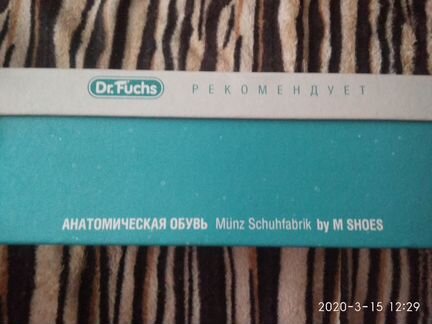 Dr.Fuchs РЕКОМЕНДУЕТ
АНАТОМИЧЕСКАЯ ОБУВЬ Münz Schuhfabrik by M SHOES
2020-3-15 12:29